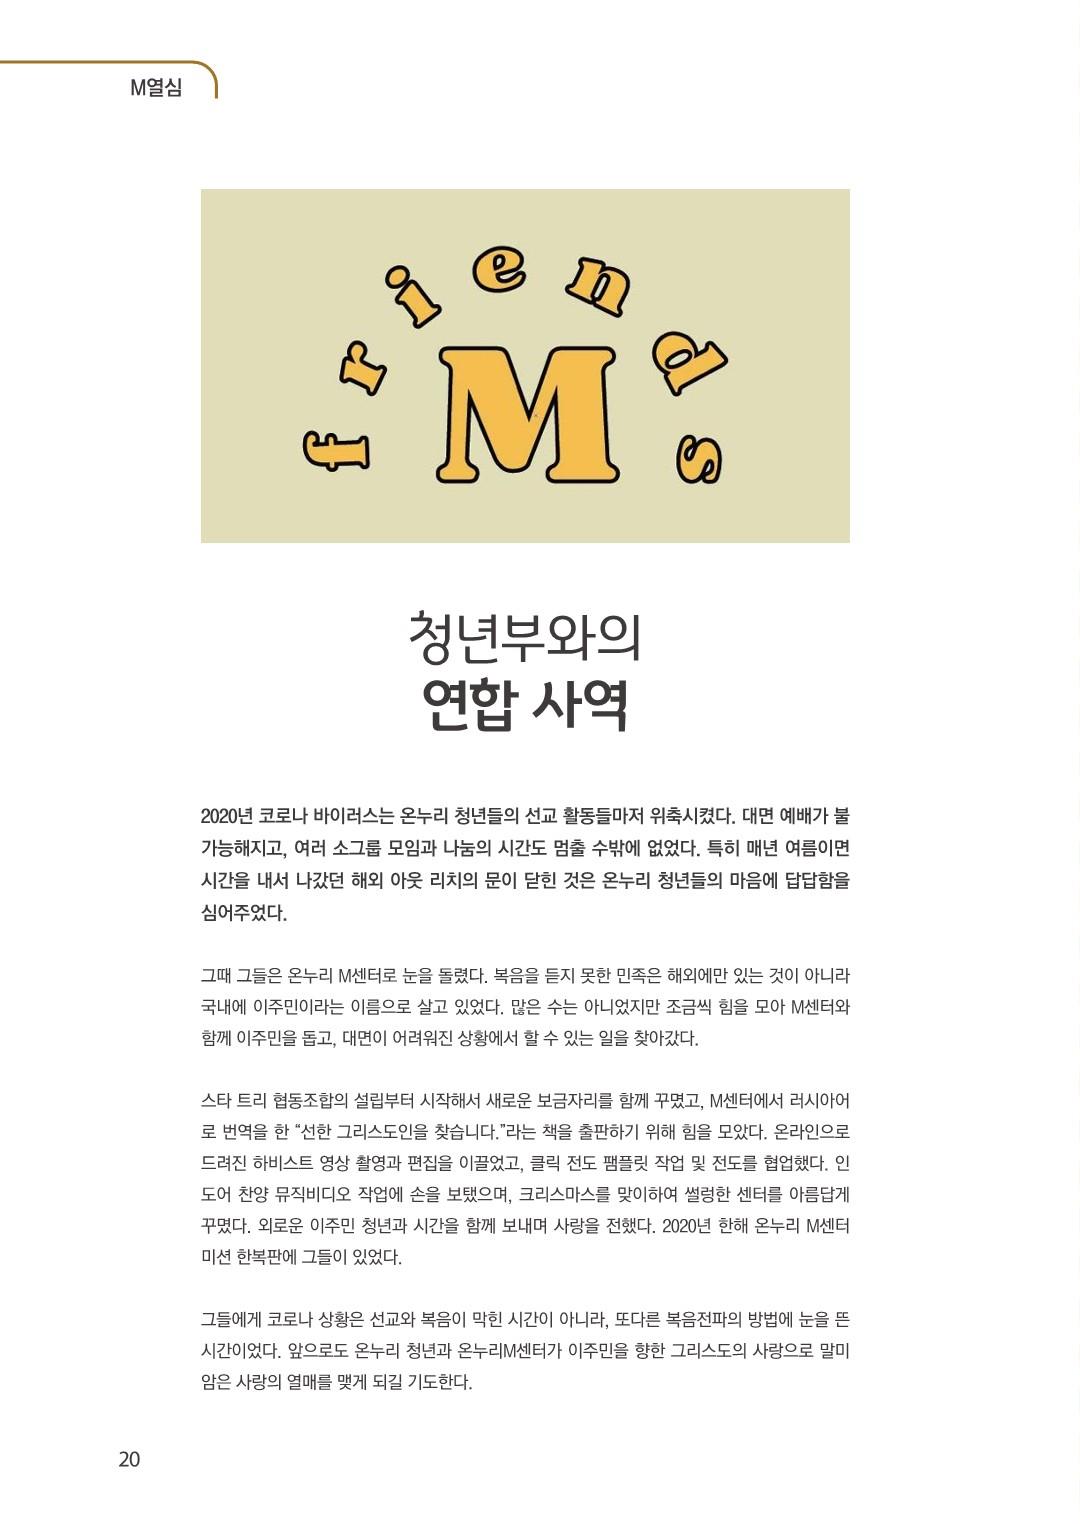 M열심
friends
M
청년부와의
연합 사역
2020년 코로나 바이러스는 온누리 청년들의 선교 활동들마저 위축시켰다. 대면 예배가 불
가능해지고, 여러 소그룹 모임과 나눔의 시간도 멈출 수밖에 없었다. 특히 매년 여름이면
시간을 내서 나갔던 해외 아웃 리치의 문이 닫힌 것은 온누리 청년들의 마음에 답답함을
심어주었다.
그때 그들은 온누리 M센터로 눈을 돌렸다. 복음을 듣지 못한 민족은 해외에만 있는 것이 아니라
국내에 이주민이라는 이름으로 살고 있었다. 많은 수는 아니었지만 조금씩 힘을 모아 M센터와
함께 이주민을 돕고, 대면이 어려워진 상황에서 할 수 있는 일을 찾아갔다.
스타 트리 협동조합의 설립부터 시작해서 새로운 보금자리를 함께 꾸몄고, M센터에서 러시아어
로 번역을 한 “선한 그리스도인을 찾습니다.”라는 책을 출판하기 위해 힘을 모았다. 온라인으로
드려진 하비스트 영상 촬영과 편집을 이끌었고, 클릭 전도 팸플릿 작업 및 전도를 협업했다. 인
도어 찬양 뮤직비디오 작업에 손을 보탰으며, 크리스마스를 맞이하여 썰렁한 센터를 아름답게
꾸몄다. 외로운 이주민 청년과 시간을 함께 보내며 사랑을 전했다. 2020년 한해 온누리 M센터
미션 한복판에 그들이 있었다.
그들에게 코로나 상황은 선교와 복음이 막힌 시간이 아니라, 또다른 복음전파의 방법에 눈을 뜬
시간이었다. 앞으로도 온누리 청년과 온누리M센터가 이주민을 향한 그리스도의 사랑으로 말미
암은 사랑의 열매를 맺게 되길 기도한다.
20